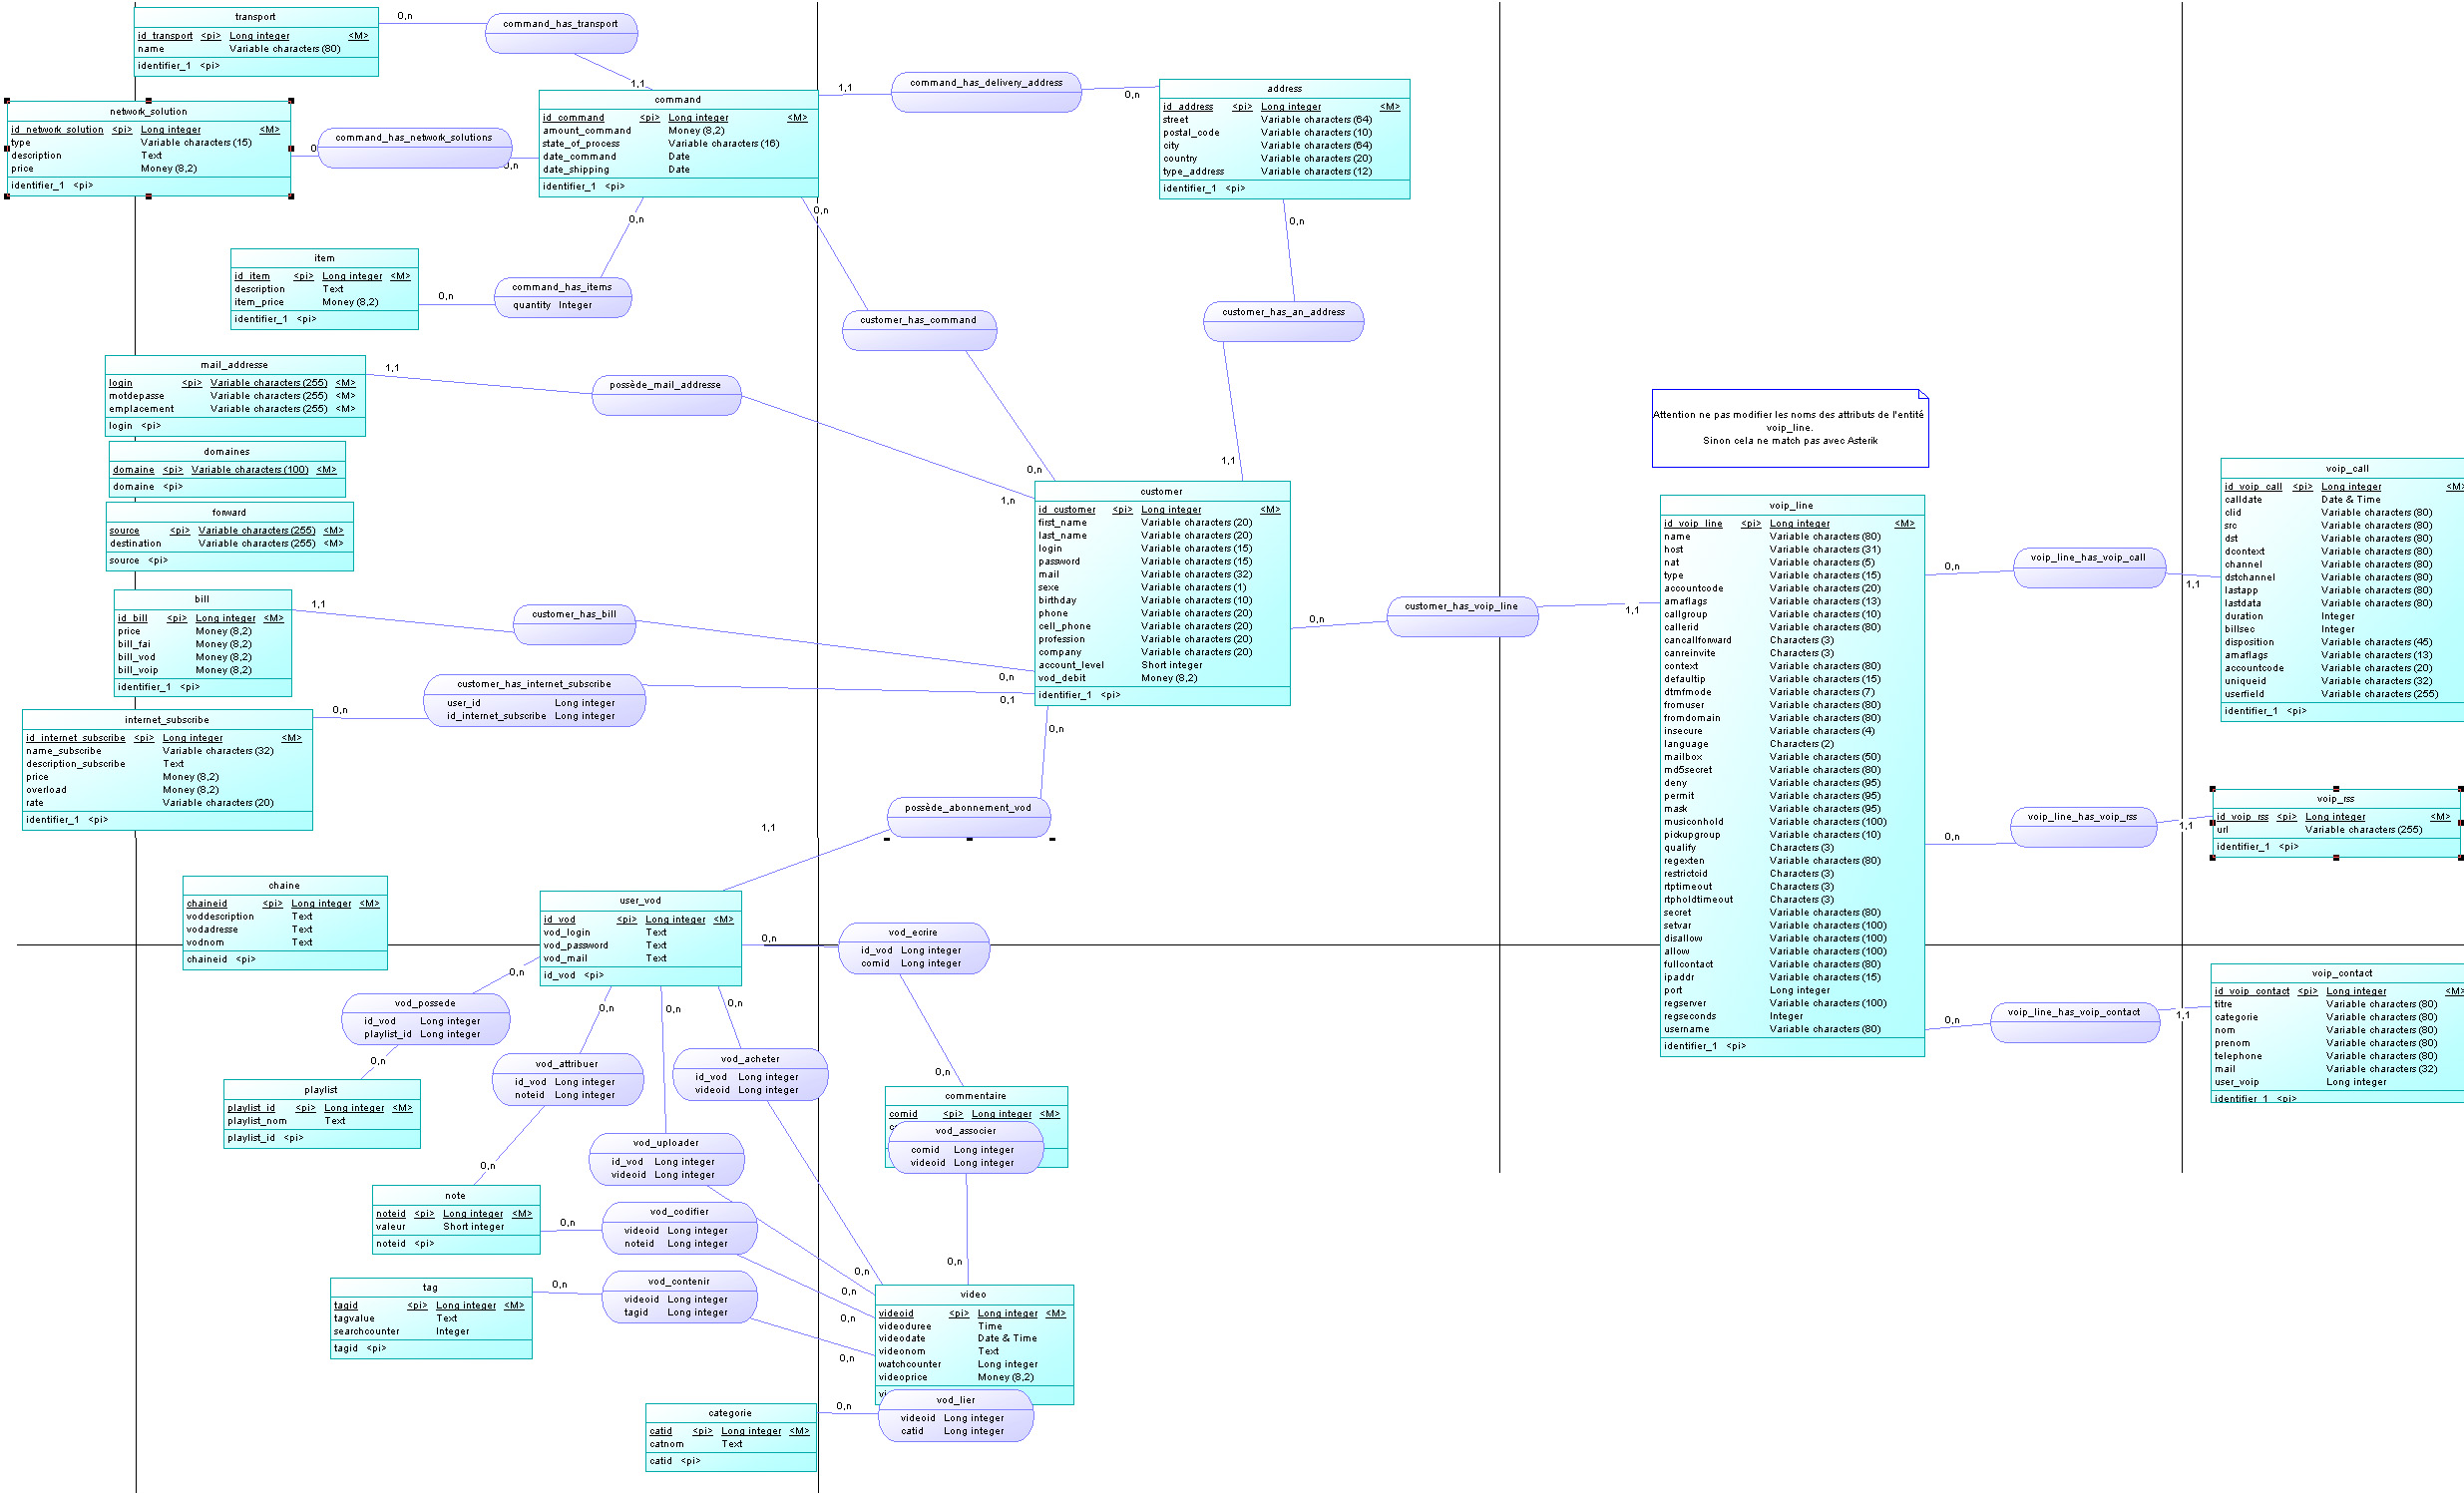 transport
id_transport <pi> Long integer <M>
name Variable characters (80)
identifier_1 <pi>
0,n
command_has_transport
1,1
network_solution
id_network_solution <pi> Long integer <M>
type Variable characters (15)
description Text
price Money (8,2)
identifier_1 <pi>
command_has_network_solutions
0,n
command
id_command <pi> Long integer <M>
amount_command Money (8,2)
state_of_process Variable characters (16)
date_command Date
date_shipping Date
identifier_1 <pi>
1,1
command_has_delivery_address
0,n
address
id_address <pi> Long integer <M>
street Variable characters (64)
postal_code Variable characters (10)
city Variable characters (64)
country Variable characters (20)
type_address Variable characters (12)
identifier_1 <pi>
0,n
0,n
0,n
item
id_item <pi> Long integer <M>
description Text
item_price Money (8,2)
identifier_1 <pi>
0,n
command_has_items
quantity Integer
customer_has_command
0,n
customer_has_an_address
1,1
mail_addresse
login <pi> Variable characters (255) <M>
motdepasse Variable characters (255) <M>
emplacement Variable characters (255) <M>
login <pi>
1,1
possède_mail_addresse
1,n
domaines
domaine <pi> Variable characters (100) <M>
domaine <pi>
forward
source <pi> Variable characters (255) <M>
destination Variable characters (255) <M>
source <pi>
bill
id_bill <pi> Long integer <M>
price Money (8,2)
bill_fai Money (8,2)
bill_vod Money (8,2)
bill_voip Money (8,2)
identifier_1 <pi>
1,1
customer_has_bill
0,n
customer
id_customer <pi> Long integer <M>
first_name Variable characters (20)
last_name Variable characters (20)
login Variable characters (15)
password Variable characters (15)
mail Variable characters (32)
sexe Variable characters (1)
birthday Variable characters (10)
phone Variable characters (20)
cell_phone Variable characters (20)
profession Variable characters (20)
company Variable characters (20)
account_level Short integer
vod_debit Money (8,2)
identifier_1 <pi>
internet_subscribe
id_internet_subscribe <pi> Long integer <M>
name_subscribe Variable characters (32)
description_subscribe Text
price Money (8,2)
overload Money (8,2)
rate Variable characters (20)
identifier_1 <pi>
0,n
customer_has_internet_subscribe
user_id Long integer
id_internet_subscribe Long integer
0,1
0,n
customer_has_voip_line
1,1
Attention ne pas modifier les noms des attributs de l'entité
voip_line.
Sinon cela ne match pas avec Asterik
voip_line
id_voip_line <pi> Long integer <M>
name Variable characters (80)
host Variable characters (31)
nat Variable characters (5)
type Variable characters (15)
accountcode Variable characters (20)
amaflags Variable characters (13)
callgroup Variable characters (10)
callerid Variable characters (80)
cancallforward Characters (3)
canreinvite Characters (3)
context Variable characters (80)
defaultip Variable characters (15)
dtmfmode Variable characters (7)
fromuser Variable characters (80)
fromdomain Variable characters (80)
insecure Variable characters (4)
language Characters (2)
mailbox Variable characters (50)
md5secret Variable characters (80)
deny Variable characters (95)
permit Variable characters (95)
mask Variable characters (95)
musiconhold Variable characters (100)
pickupgroup Variable characters (10)
qualify Characters (3)
regexten Variable characters (80)
restrictcid Characters (3)
rtptimeout Characters (3)
rtpholdtimeout Characters (3)
secret Variable characters (80)
setvar Variable characters (100)
disallow Variable characters (100)
allow Variable characters (100)
fullcontact Variable characters (80)
ipaddr Variable characters (15)
port Long integer
regserver Variable characters (100)
regseconds Integer
username Variable characters (80)
identifier_1 <pi>
0,n
voip_line_has_voip_call
1,1
voip_call
id_voip_call <pi> Long integer
calldate Date & Time
clid Variable characters (80)
src Variable characters (80)
dst Variable characters (80)
dcontext Variable characters (80)
channel Variable characters (80)
dstchannel Variable characters (80)
lastapp Variable characters (80)
lastdata Variable characters (80)
duration Integer
billsec Integer
disposition Variable characters (45)
amaflags Variable characters (13)
accountcode Variable characters (20)
uniqueid Variable characters (32)
userfield Variable characters (255)
identifier_1 <pi>
0,n
voip_line_has_voip_rss
1,1
voip_rss
id_voip_rss <pi> Long integer <M>
url Variable characters (255)
identifier_1 <pi>
0,n
voip_line_has_voip_contact
1,1
voip_contact
id_voip_contact <pi> Long integer
titre Variable characters (80)
categorie Variable characters (80)
nom Variable characters (80)
prenom Variable characters (80)
telephone Variable characters (80)
mail Variable characters (32)
user_voip Long integer
identifier_1 <pi>
0,n
possède_abonnement_vod
1,1
chaine
chaineid <pi> Long integer <M>
voddescription Text
vodadresse Text
vodnom Text
chaineid <pi>
user_vod
id_vod <pi> Long integer <M>
vod_login Text
vod_password Text
vod_mail Text
id_vod <pi>
0,n
vod_ecrire
id_vod Long integer
comid Long integer
0,n
0,n
vod_possede
id_vod Long integer
playlist_id Long integer
0,n
playlist
playlist_id <pi> Long integer <M>
playlist_nom Text
playlist_id <pi>
0,n
vod_attribuer
id_vod Long integer
noteid Long integer
0,n
0,n
0,n
vod_acheter
id_vod Long integer
videoid Long integer
commentaire
comid <pi> Long integer <M>
vod_associer
comid Long integer
videoid Long integer
0,n
vod_uploader
id_vod Long integer
videoid Long integer
note
noteid <pi> Long integer <M>
valeur Short integer
noteid <pi>
0,n
vod_codifier
videoid Long integer
noteid Long integer
0,n
0,n
0,n
tag
tagid <pi> Long integer <M>
tagvalue Text
searchcounter Integer
tagid <pi>
0,n
vod_contenir
videoid Long integer
tagid Long integer
0,n
video
videoid <pi> Long integer <M>
videoduree Time
videodate Date & Time
videonom Text
watchcounter Long integer
videoprice Money (8,2)
categorie
catid <pi> Long integer <M>
catnom Text
catid <pi>
0,n
vod_lier
videoid Long integer
catid Long integer